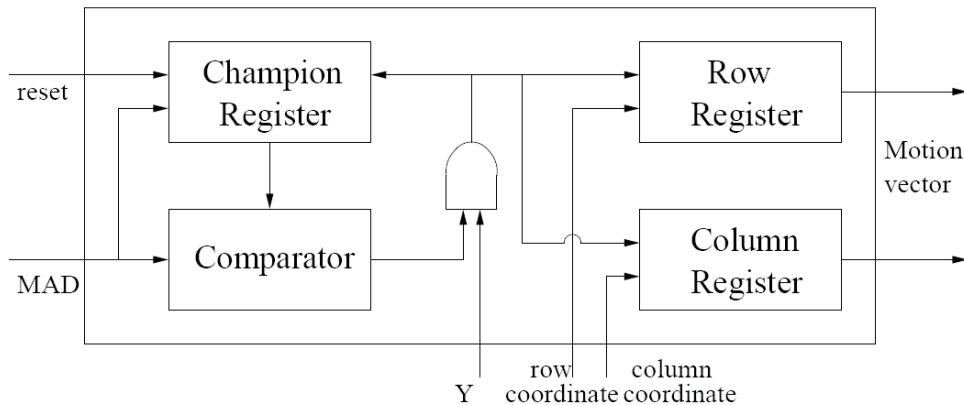 reset
Champion
Register
Row
Register
Motion
vector
Comparator
Column
Register
MAD
Y
row
coordinate
column
coordinate